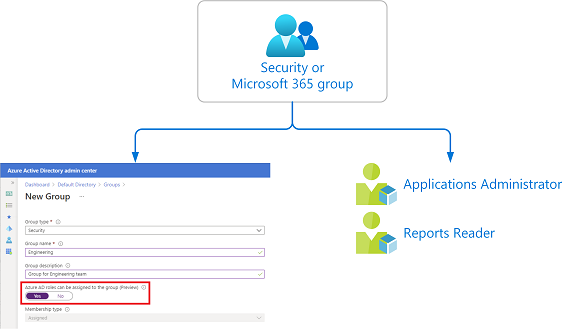 Security or
Microsoft 365 group
Azure Active Directory admin center
Dashboard > Default Directory > Groups >
New Group ...
Group type *
Security
Group name *
Engineering
Group description
Group for Engineering team
Azure AD roles can be assigned to the group (Preview)
Yes No
Membership type
Assigned
Applications Administrator
Reports Reader